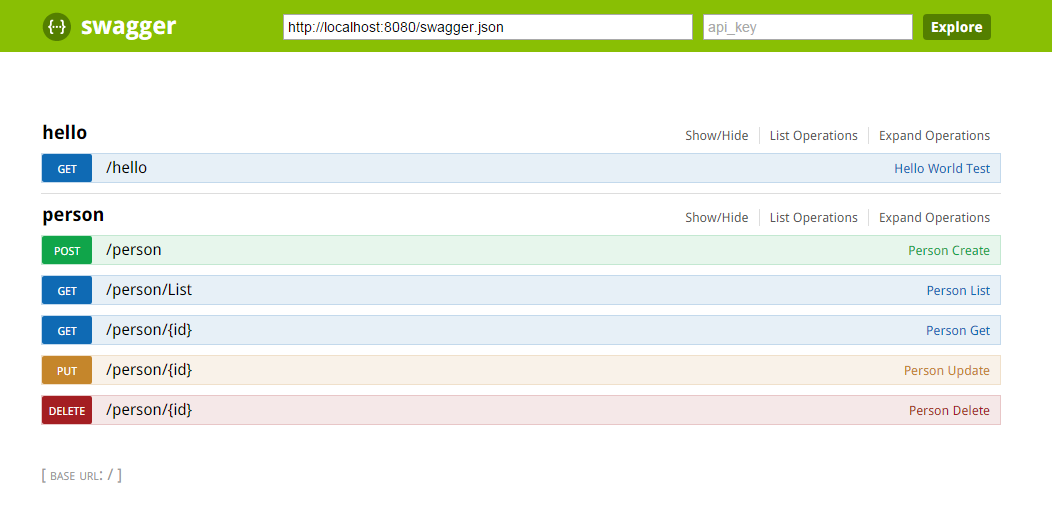 {···} swagger http://localhost:8080/swagger.json api_key Explore
hello Show/Hide List Operations Expand Operations
GET /hello Hello World Test
person Show/Hide List Operations Expand Operations
POST /person Person Create
GET /person/List Person List
GET /person/{id} Person Get
PUT /person/{id} Person Update
DELETE /person/{id} Person Delete
[ BASE URL: / ]